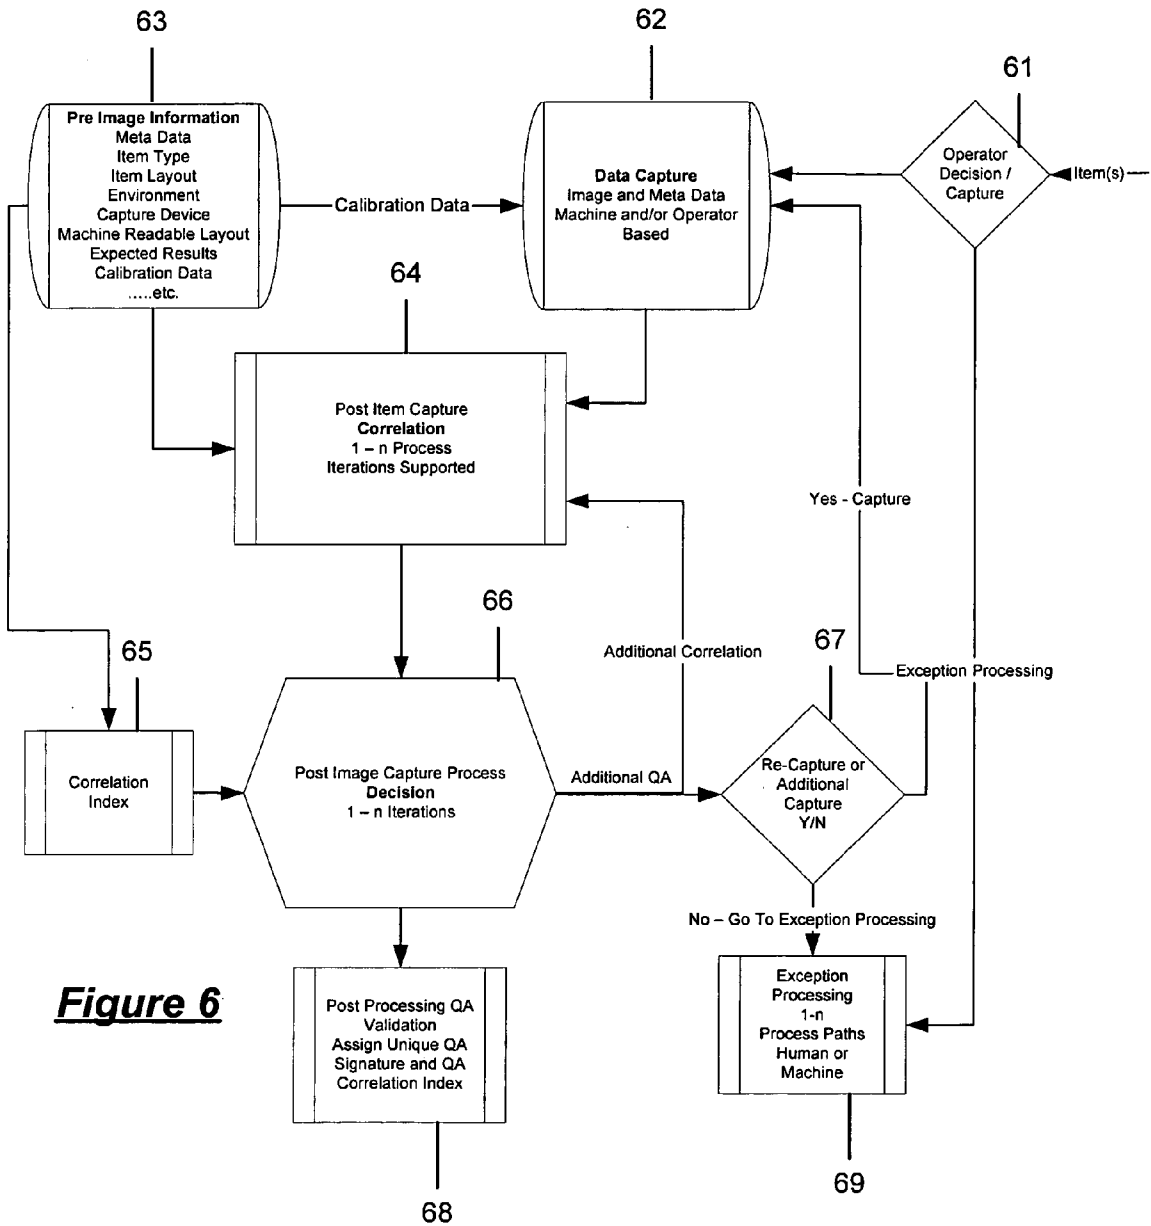 63
62
61
Pre Image Information
Meta Data
Item Type
Item Layout
Environment
Capture Device
Machine Readable Layout
Expected Results
Calibration Data
.....etc.
Calibration Data
Data Capture
Image and Meta Data
Machine and/or Operator
Based
Operator
Decision /
Capture
Item(s)
64
Post Item Capture
Correlation
1 – n Process
Iterations Supported
Yes - Capture
66
65
Additional Correlation
67
Exception Processing
Correlation
Index
Post Image Capture Process
Decision
1 – n Iterations
Additional QA
Re-Capture or
Additional
Capture
Y/N
No – Go To Exception Processing
Figure 6
Post Processing QA
Validation
Assign Unique QA
Signature and QA
Correlation Index
Exception
Processing
1-n
Process Paths
Human or
Machine
68
69